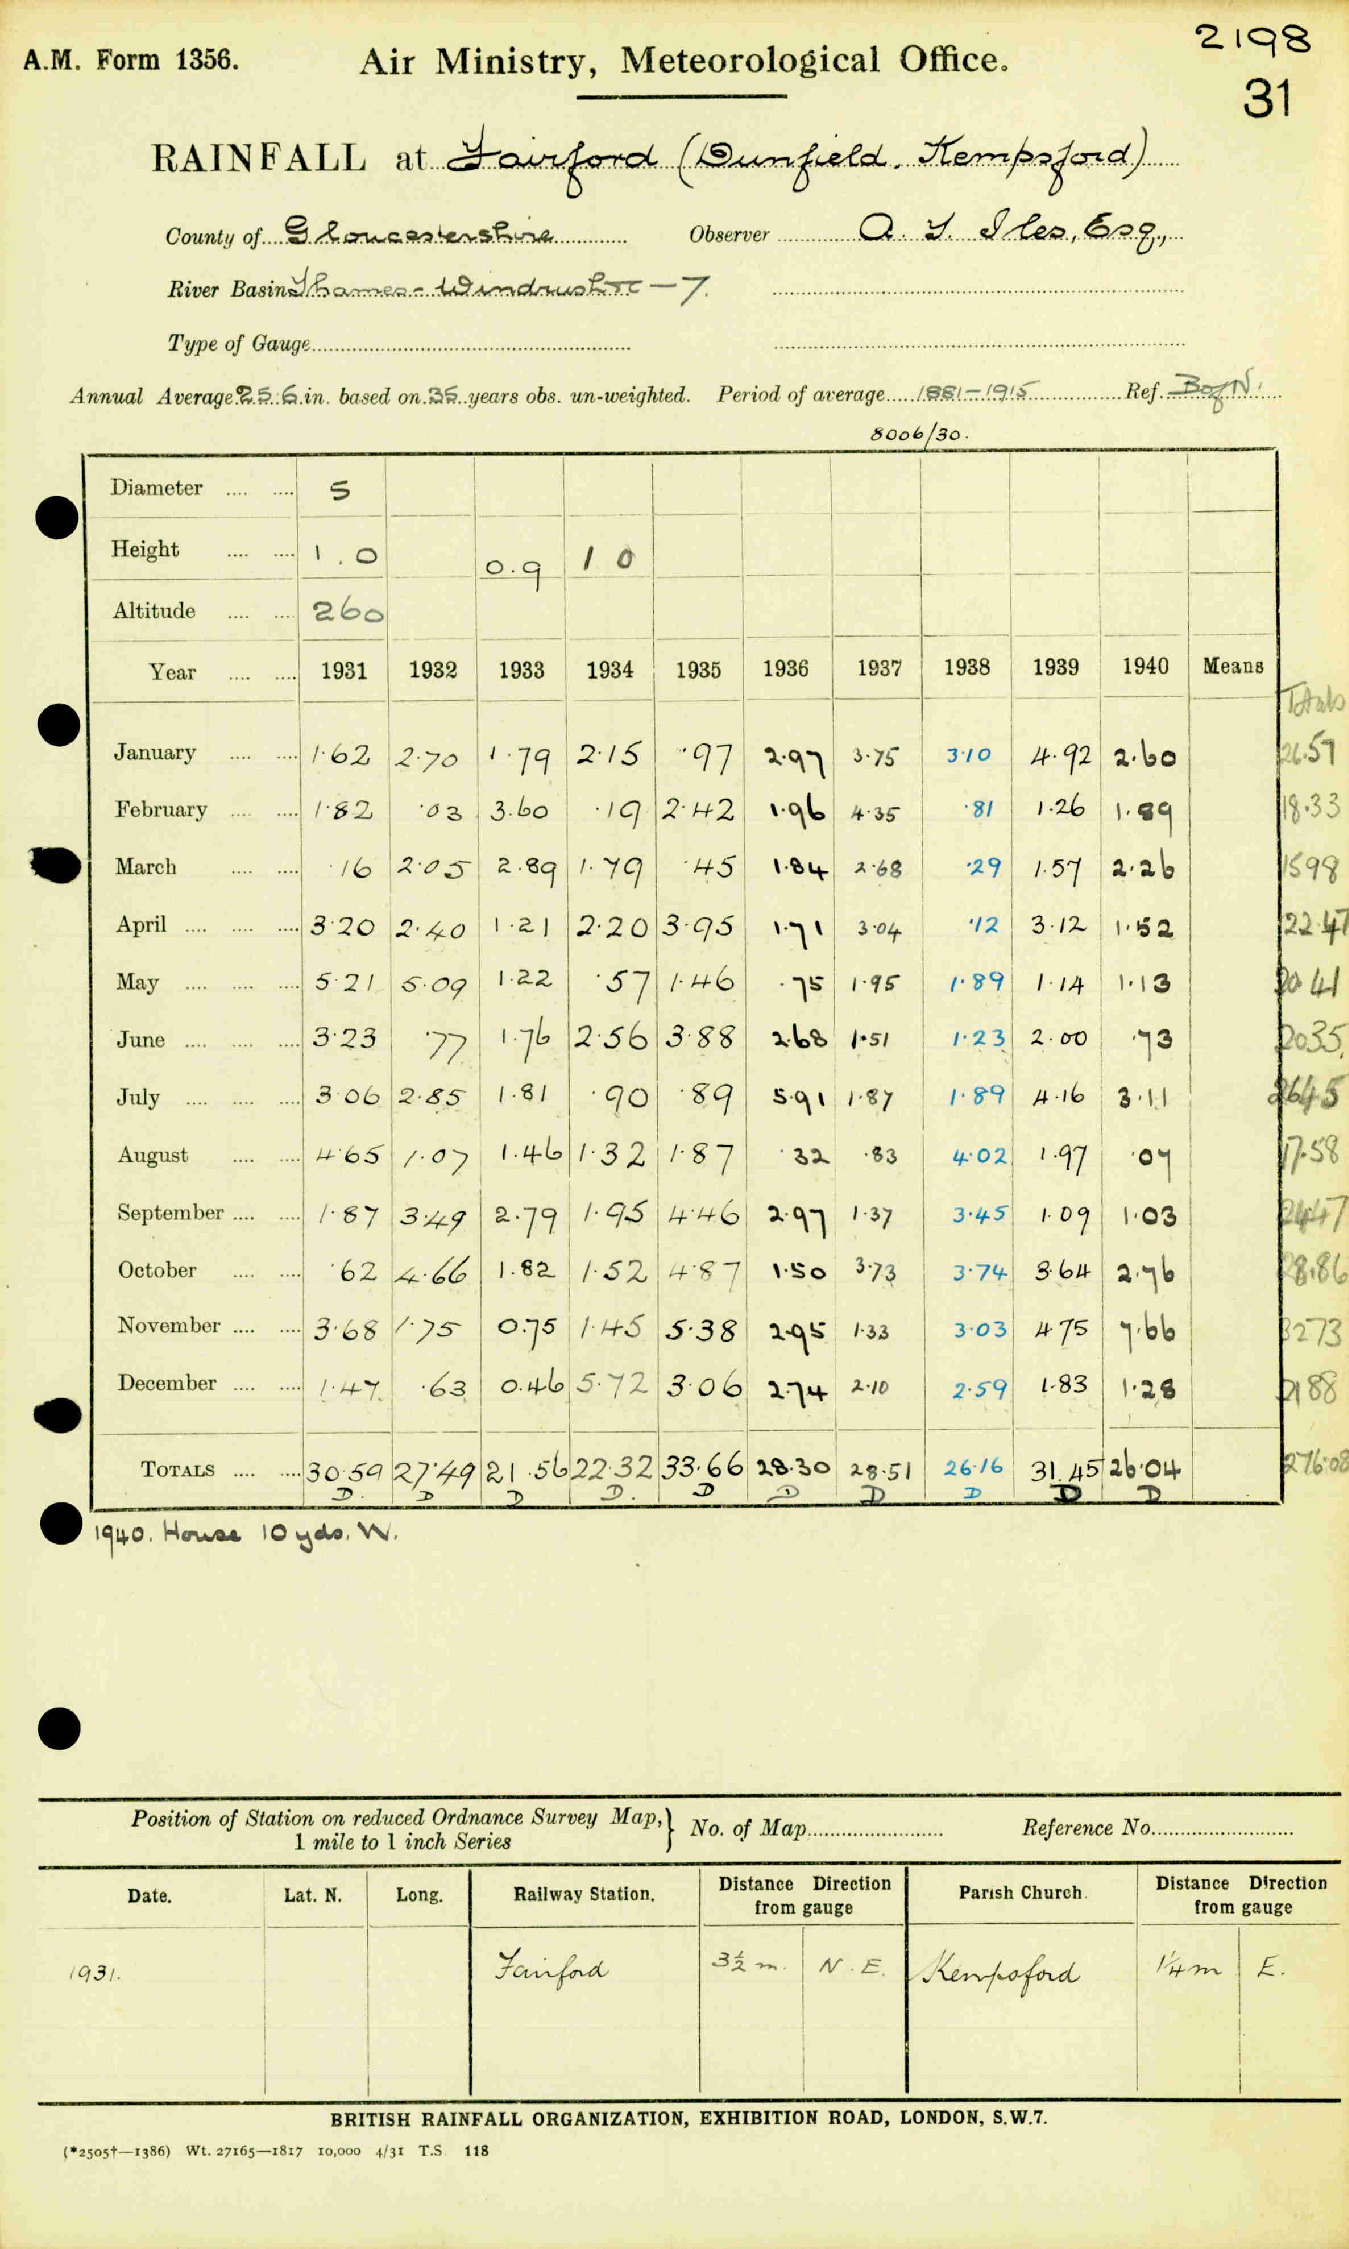 2198
A.M. Form 1356. Air Ministry, Meteorological Office.
31
RAINFALL at Fairford (Dunfield. Kempsford)
County of Gloucestershire Observer A. Y. Iles, Esq.,
River Basin Thames - Windrush — 7.
Type of Gauge
Annual Average 25.6 in. based on 35 years obs. un-weighted. Period of average 1881-1915 Ref. B of N.
8006/30.
Diameter .... .... 5
Height .... .... 1.0 0.9 1 0
Altitude .... .... 260
Year .... .... 1931 1932 1933 1934 1935 1936 1937 1938 1939 1940 Means
Totals
January .... .... 1.62 2.70 1.79 2.15 .97 2.97 3.75 3.10 4.92 2.60 26.57
February .... .... 1.82 .03 3.60 .19 2.42 1.96 4.35 .81 1.26 1.89 18.33
March .... .... .16 2.05 2.89 1.79 .45 1.84 2.68 .29 1.57 2.26 1598
April .... .... .... 3.20 2.40 1.21 2.20 3.95 1.71 3.04 .12 3.12 1.52 22.47
May .... .... .... 5.21 5.09 1.22 .57 1.46 .75 1.95 1.89 1.14 1.13 20.41
June .... .... .... 3.23 .77 1.76 2.56 3.88 2.68 1.51 1.23 2.00 .73 2035
July .... .... .... 3.06 2.85 1.81 .90 .89 5.91 1.87 1.89 4.16 3.11 2645
August .... .... 4.65 1.07 1.46 1.32 1.87 .32 .83 4.02 1.97 .07 17.58
September .... .... 1.87 3.49 2.79 1.95 4.46 2.97 1.37 3.45 1.09 1.03 2447
October .... .... .62 4.66 1.82 1.52 4.87 1.50 3.73 3.74 3.64 2.76 28.86
November .... .... 3.68 1.75 0.75 1.45 5.38 2.95 1.33 3.03 4.75 7.66 3273
December .... .... 1.47 .63 0.46 5.72 3.06 2.74 2.10 2.59 1.83 1.28 2188
TOTALS .... .... 30.59 27.49 21.56 22.32 33.66 28.30 28.51 26.16 31.45 26.04 276.08
D D D D D D D D D D
1940. House 10 yds. W.
Position of Station on reduced Ordnance Survey Map, } No. of Map Reference No.
1 mile to 1 inch Series
Date. Lat. N. Long. Railway Station. Distance Direction from gauge Parish Church. Distance Direction from gauge
1931. Fairford 3½ m. N.E. Kempsford 1¼ m E.
BRITISH RAINFALL ORGANIZATION, EXHIBITION ROAD, LONDON, S.W.7.
(*2505†—1386) Wt. 27165—1817 10,000 4/31 T.S 118